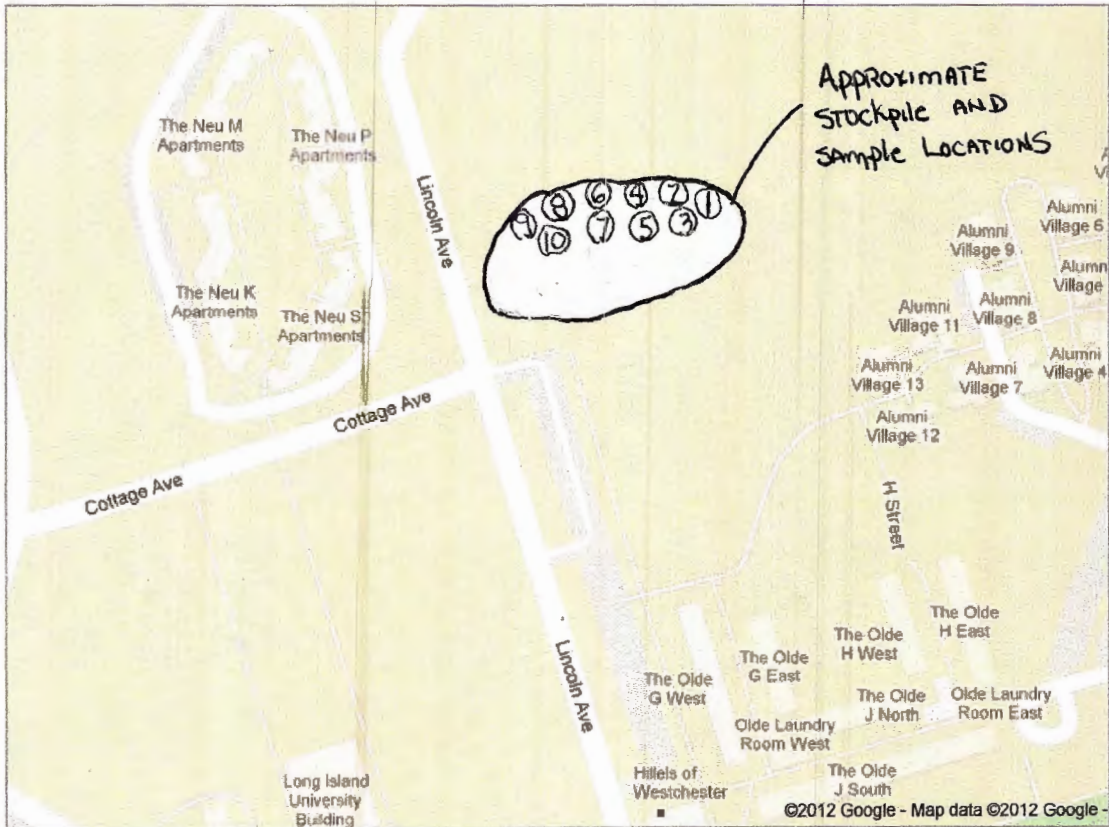 APPROXIMATE
STOCKpile AND
SAMple LOCATIONS
The Neu M
Apartments
The Neu P
Apartments
Lincoln Ave
8
6
4
2
1
9
10
7
5
3
Alumni
Village 6
Alumni
Village 9
Alumni
Village
The Neu K
Apartments
The Neu S
Apartments
Alumni
Village 11
Alumni
Village 8
Alumni
Village 13
Alumni
Village 7
Alumni
Village 4
Alumni
Village 12
Cottage Ave
Cottage Ave
H Street
The Olde
H East
The Olde
H West
The Olde
G East
The Olde
G West
Lincoln Ave
The Olde
J North
Olde Laundry
Room East
Olde Laundry
Room West
Long Island
University
Building
Hillels of
Westchester
The Olde
J South
©2012 Google - Map data ©2012 Google -